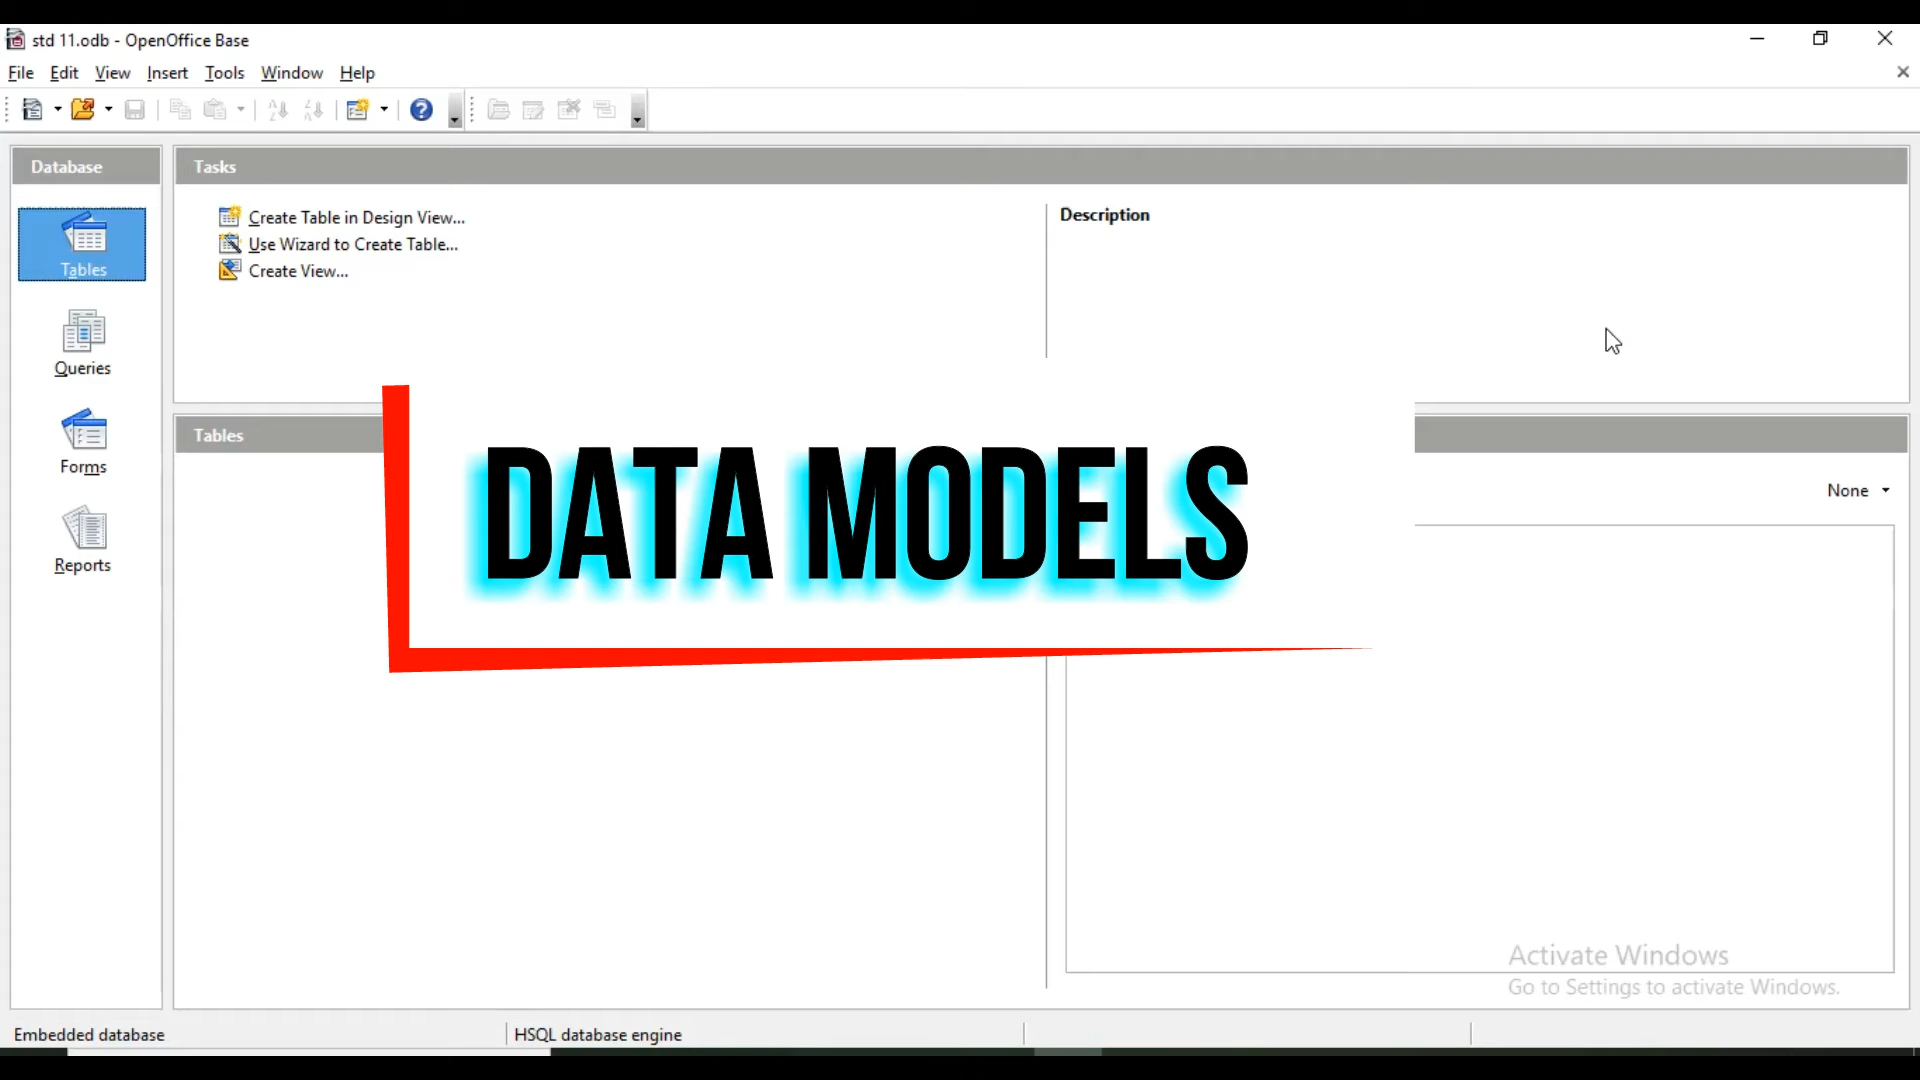 std 11.odb - OpenOffice Base
File Edit View Insert Tools Window Help
Database
Tasks
Tables
Queries
Forms
Reports
Create Table in Design View...
Use Wizard to Create Table...
Create View...
Description
Tables
DATA MODELS
None
Activate Windows
Go to Settings to activate Windows.
Embedded database
HSQL database engine